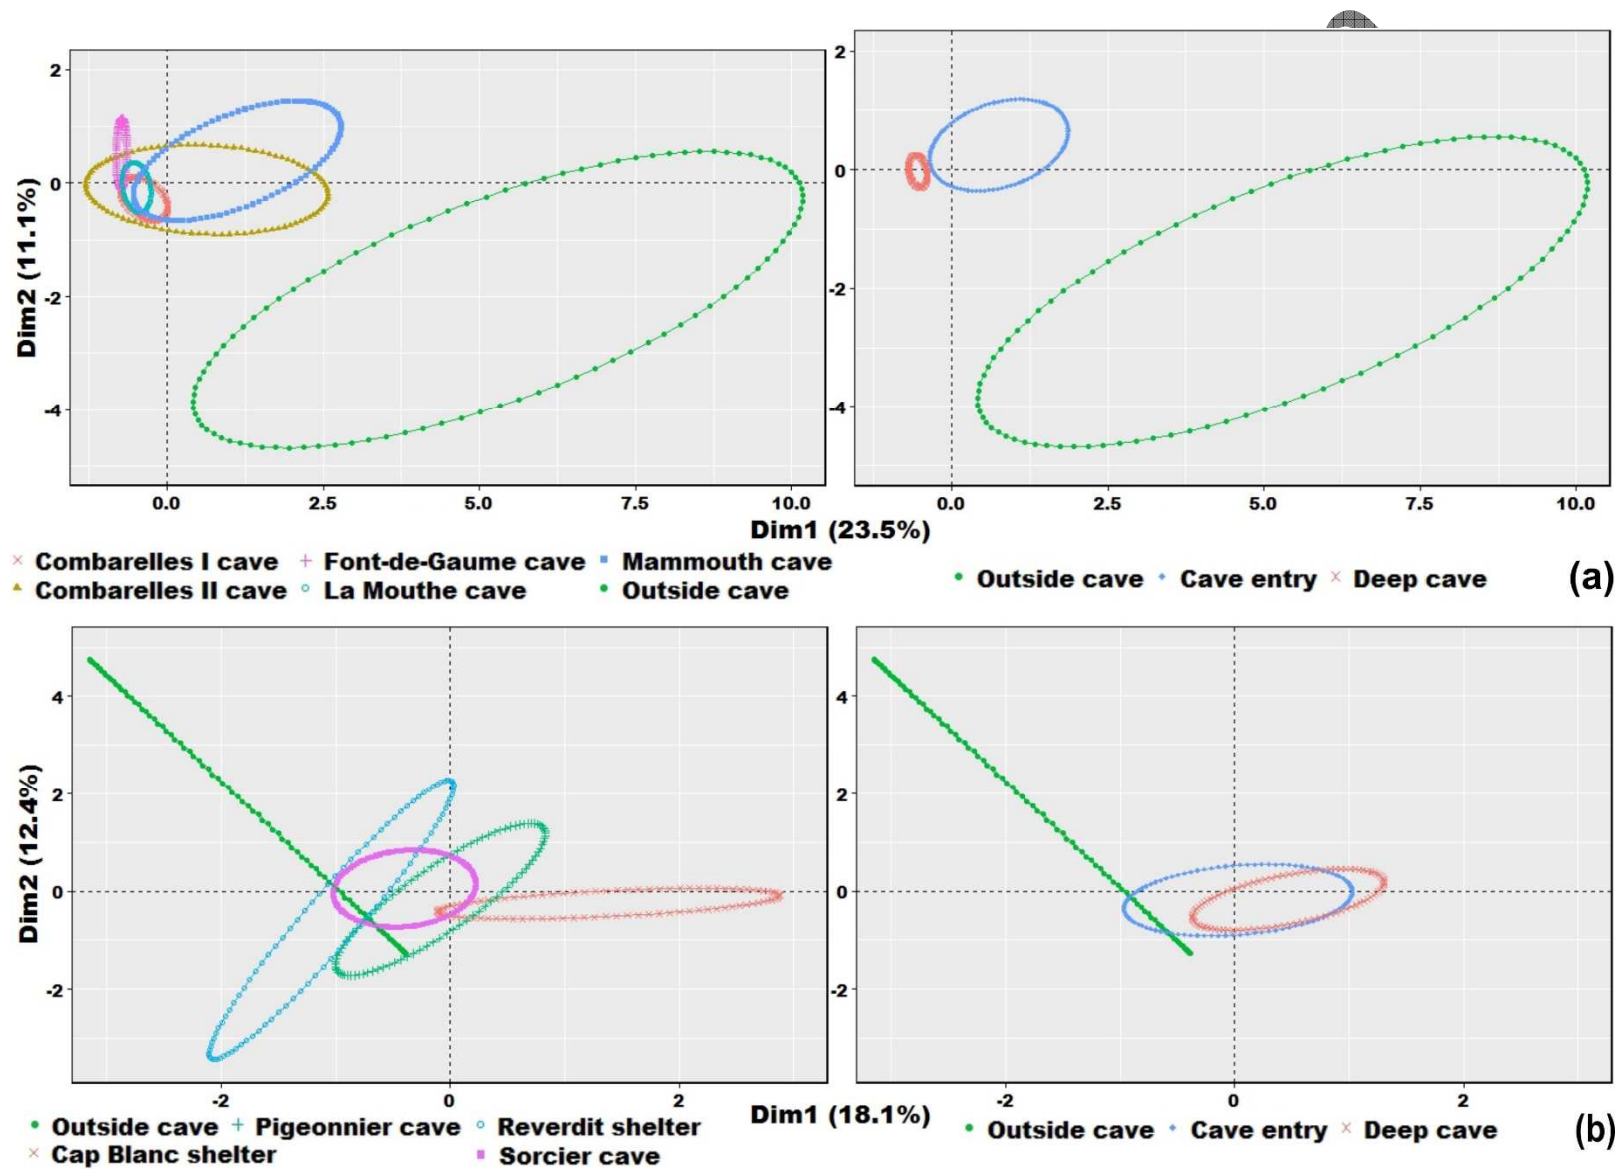 2
0
-2
-4
Dim2 (11.1%)
0.0 2.5 5.0 7.5 10.0
2
0
-2
-4
0.0 2.5 5.0 7.5 10.0
Dim1 (23.5%)
Combarelles I cave Font-de-Gaume cave Mammouth cave
Combarelles II cave La Mouthe cave Outside cave
Outside cave Cave entry Deep cave
(a)
4
2
0
-2
Dim2 (12.4%)
-2 0 2
4
2
0
-2
-2 0 2
Dim1 (18.1%)
Outside cave Pigeonnier cave Reverdit shelter
Cap Blanc shelter Sorcier cave
Outside cave Cave entry Deep cave
(b)